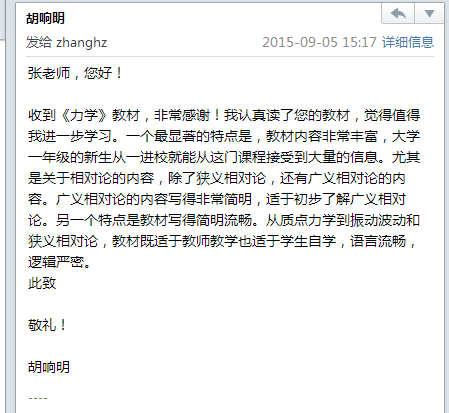 胡响明
发给 zhanghz 2015-09-05 15:17 详细信息
张老师，您好！
收到《力学》教材，非常感谢！我认真读了您的教材，觉得值得
我进一步学习。一个最显著的特点是，教材内容非常丰富，大学
一年级的新生从一进校就能从这门课程接受到大量的信息。尤其
是关于相对论的内容，除了狭义相对论，还有广义相对论的内
容。广义相对论的内容写得非常简明，适于初步了解广义相对
论。另一个特点是教材写得简明流畅。从质点力学到振动波动和
狭义相对论，教材既适于教师教学也适于学生自学，语言流畅，
逻辑严密。
此致
敬礼！
胡响明
----